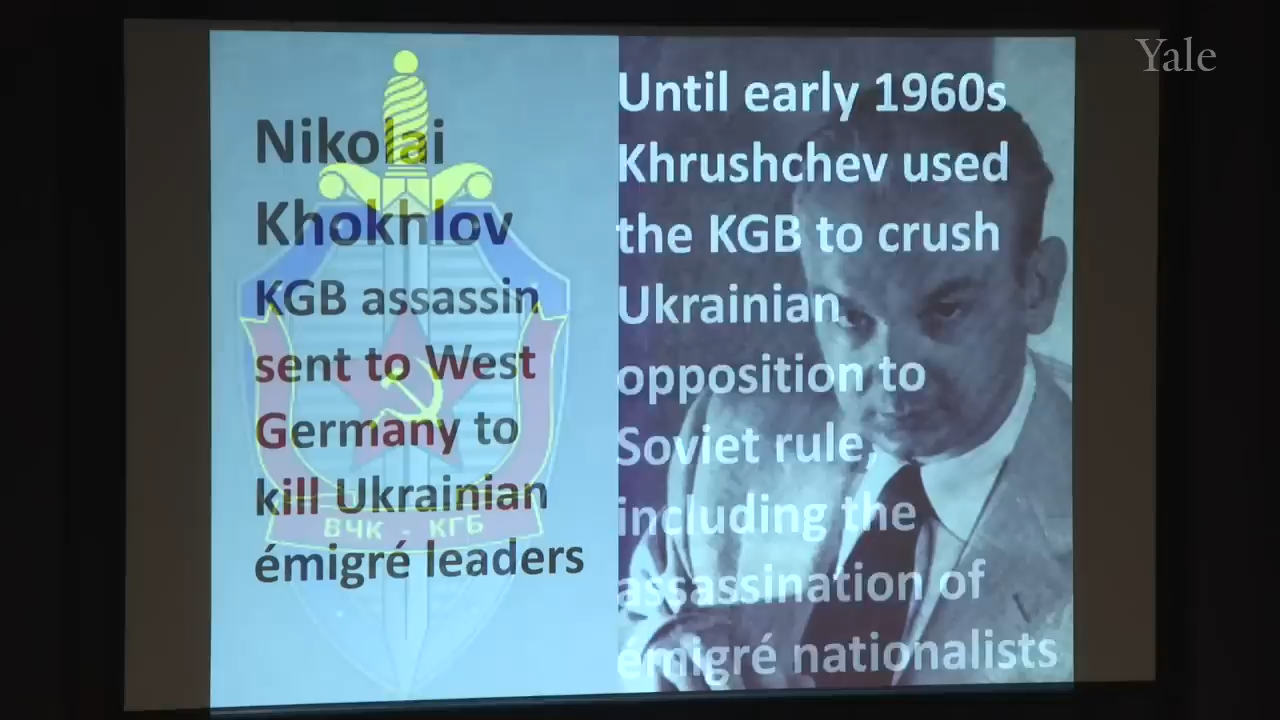 Yale
Nikolai
Khokhlov
KGB assassin
sent to West
Germany to
kill Ukrainian
émigré leaders
ВЧК - КГБ
Until early 1960s
Khrushchev used
the KGB to crush
Ukrainian
opposition to
Soviet rule,
including the
assassination of
émigré nationalists